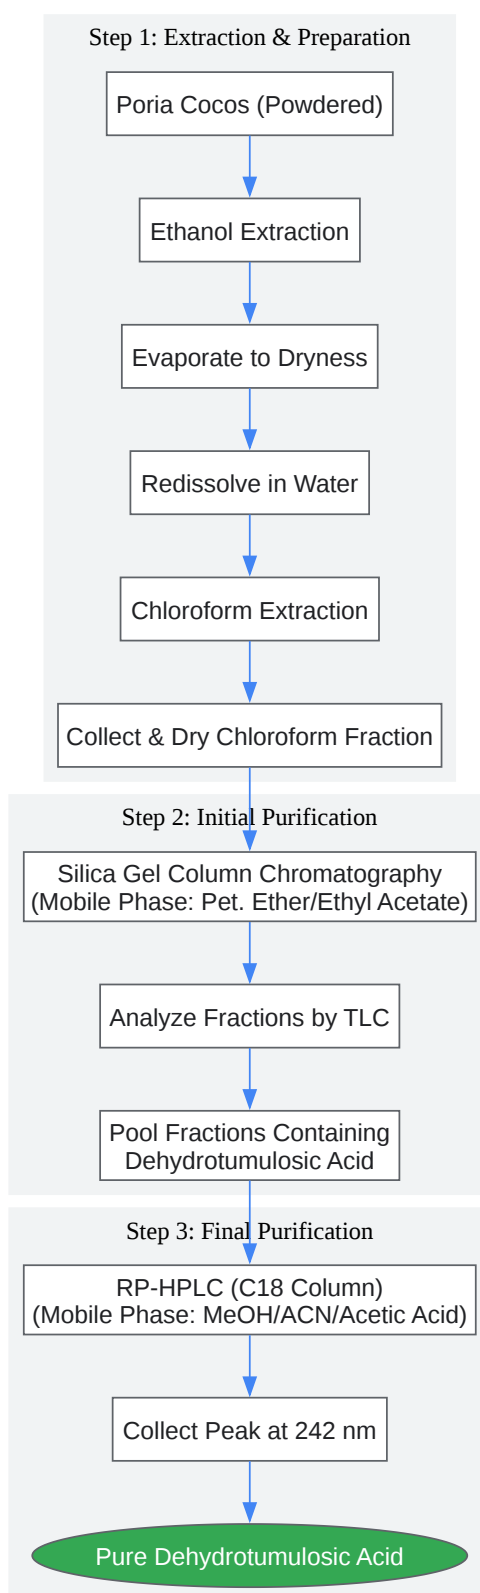 Step 1: Extraction & Preparation
Poria Cocos (Powdered)
Ethanol Extraction
Evaporate to Dryness
Redissolve in Water
Chloroform Extraction
Collect & Dry Chloroform Fraction
Step 2: Initial Purification
Silica Gel Column Chromatography
(Mobile Phase: Pet. Ether/Ethyl Acetate)
Analyze Fractions by TLC
Pool Fractions Containing
Dehydrotumulosic Acid
Step 3: Final Purification
RP-HPLC (C18 Column)
(Mobile Phase: MeOH/ACN/Acetic Acid)
Collect Peak at 242 nm
Pure Dehydrotumulosic Acid